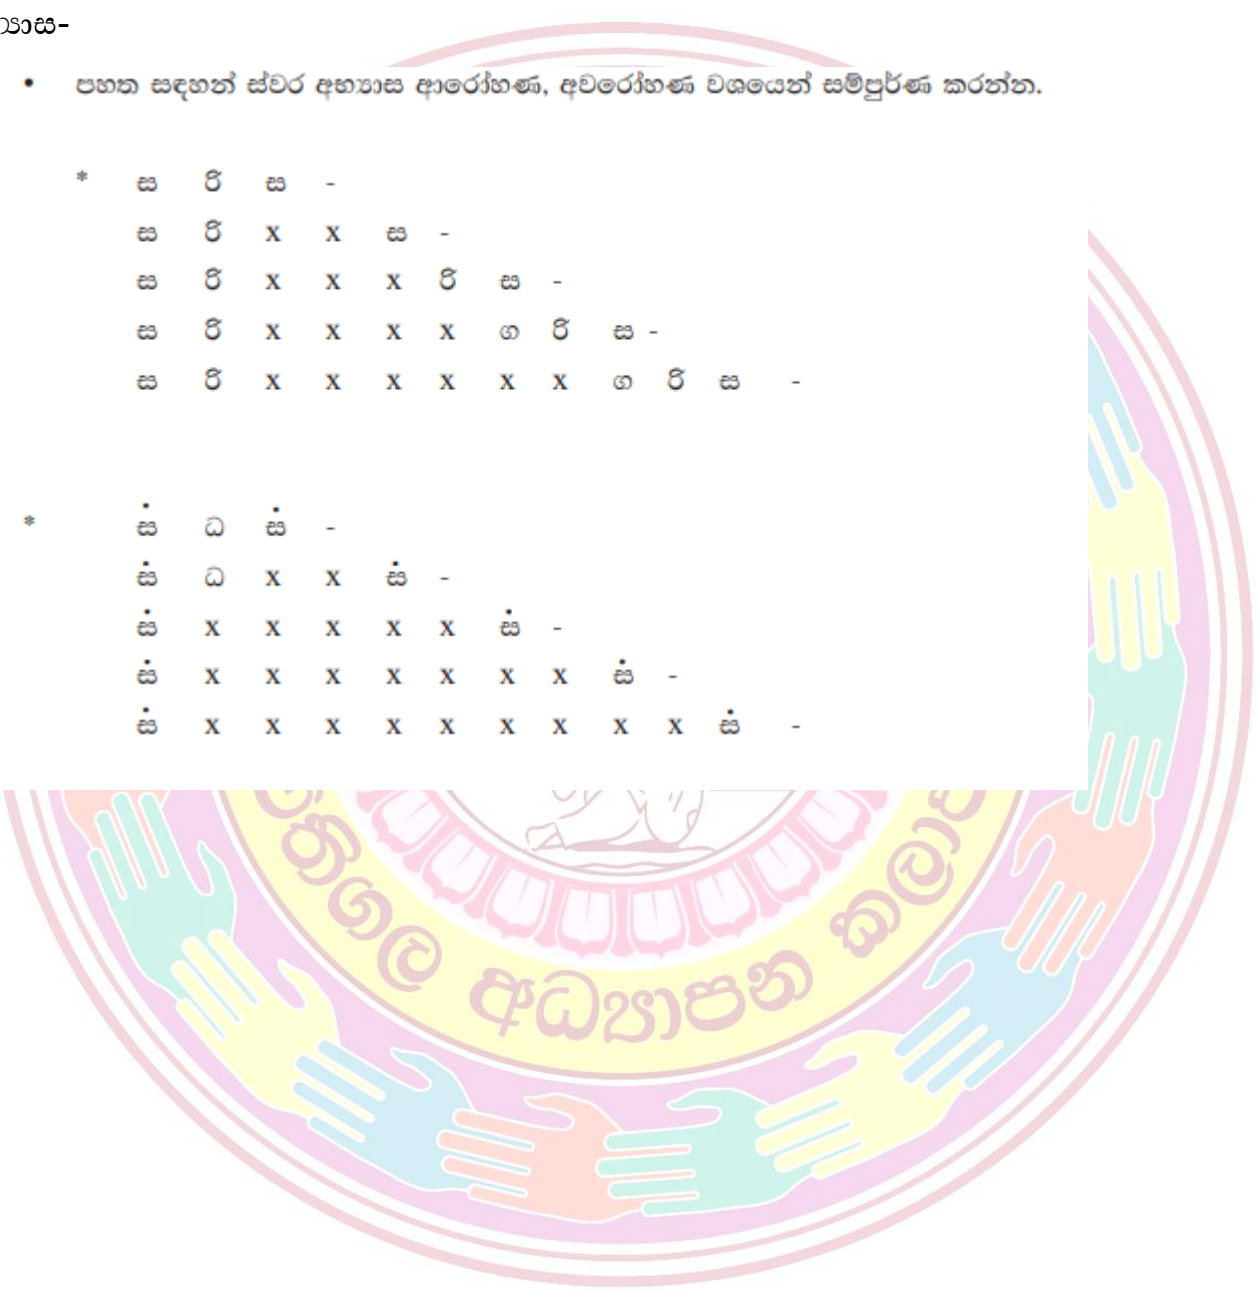 පහත සඳහන් ස්වර අභ්‍යාස ආරෝහණ, අවරෝහණ වශයෙන් සම්පූර්ණ කරන්න.
* ස රි ස -
ස රි x x ස -
ස රි x x x රි ස -
ස රි x x x x ග රි ස -
ස රි x x x x x x ග රි ස -
* ස් ධ ස් -
ස් ධ x x ස් -
ස් x x x x x ස් -
ස් x x x x x x x ස් -
ස් x x x x x x x x x ස් -
අධ්‍යාපන